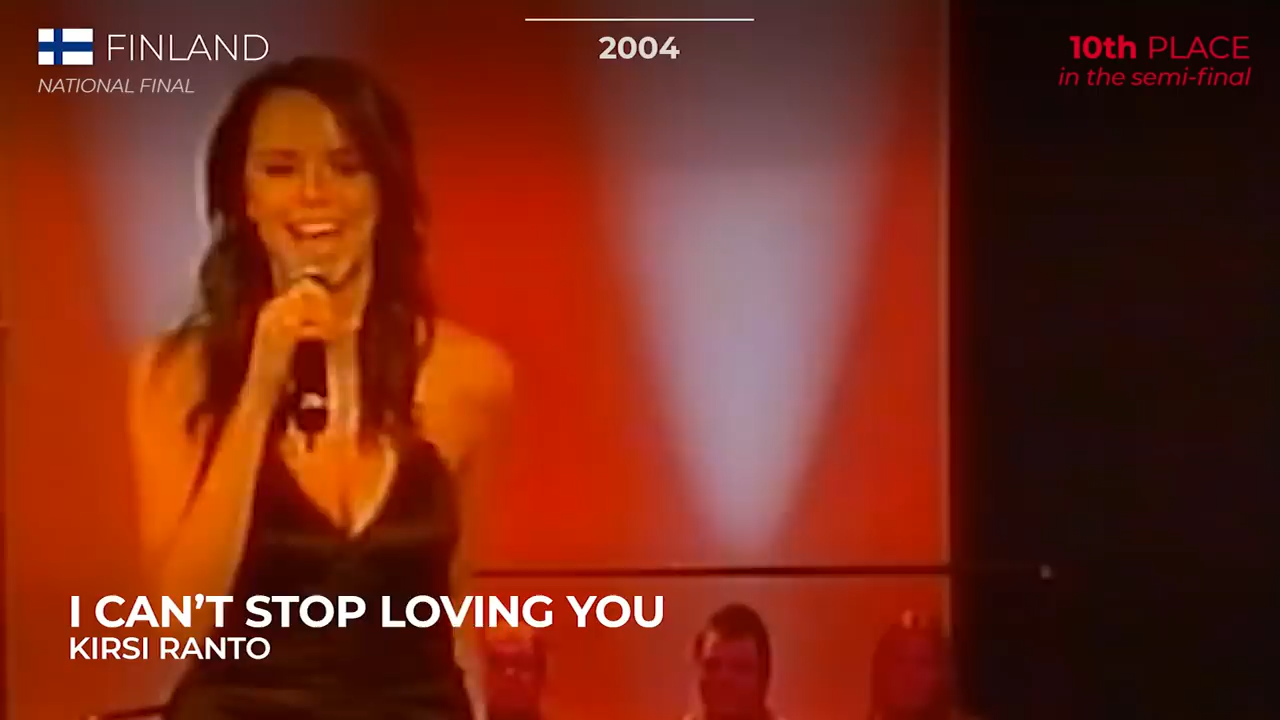 FINLAND
NATIONAL FINAL
2004
10th PLACE
in the semi-final
I CAN'T STOP LOVING YOU
KIRSI RANTO